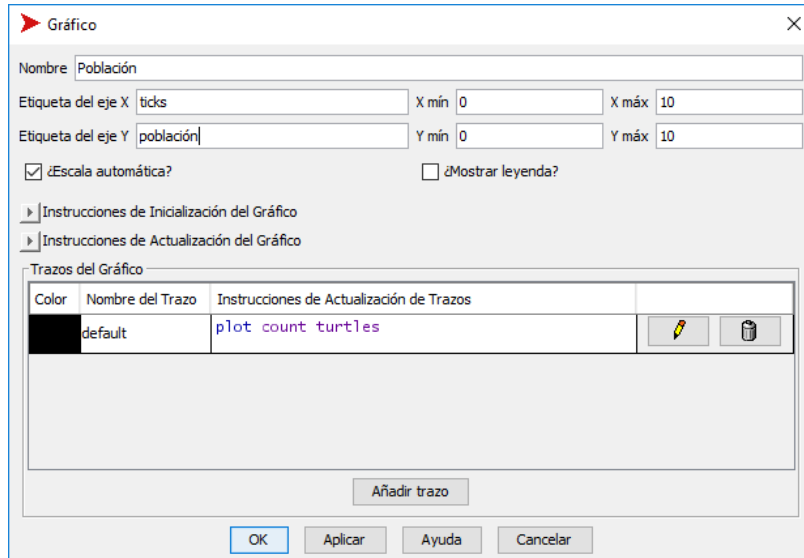 Gráfico
Nombre Población
Etiqueta del eje X ticks X mín 0 X máx 10
Etiqueta del eje Y población Y mín 0 Y máx 10
¿Escala automática? ¿Mostrar leyenda?
Instrucciones de Inicialización del Gráfico
Instrucciones de Actualización del Gráfico
Trazos del Gráfico
Color Nombre del Trazo Instrucciones de Actualización de Trazos
default plot count turtles
Añadir trazo
OK Aplicar Ayuda Cancelar